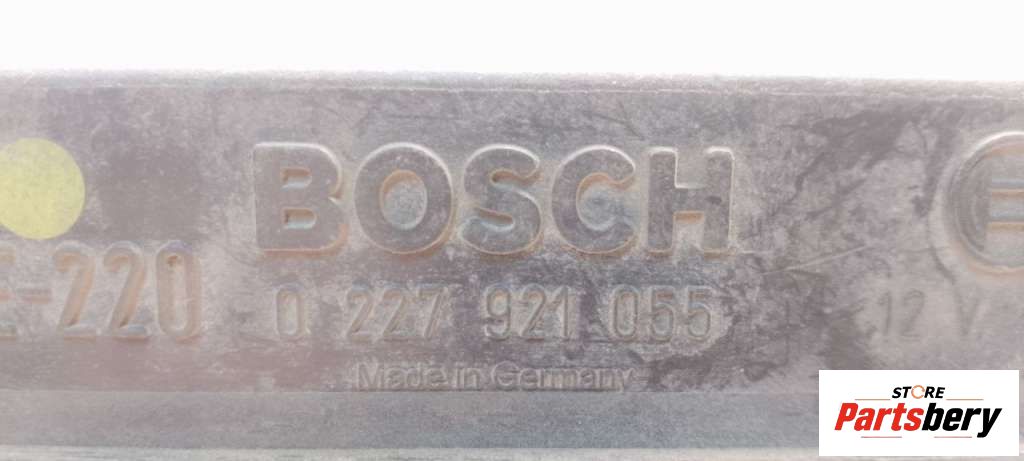 BOSCH
-220
0 227 921 055
12 V
Made in Germany
STORE
Partsbery